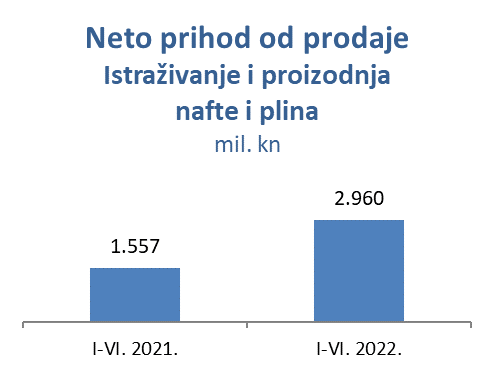 Neto prihod od prodaje
Istraživanje i proizodnja
nafte i plina
mil. kn
2.960
1.557
I-VI. 2021.
I-VI. 2022.